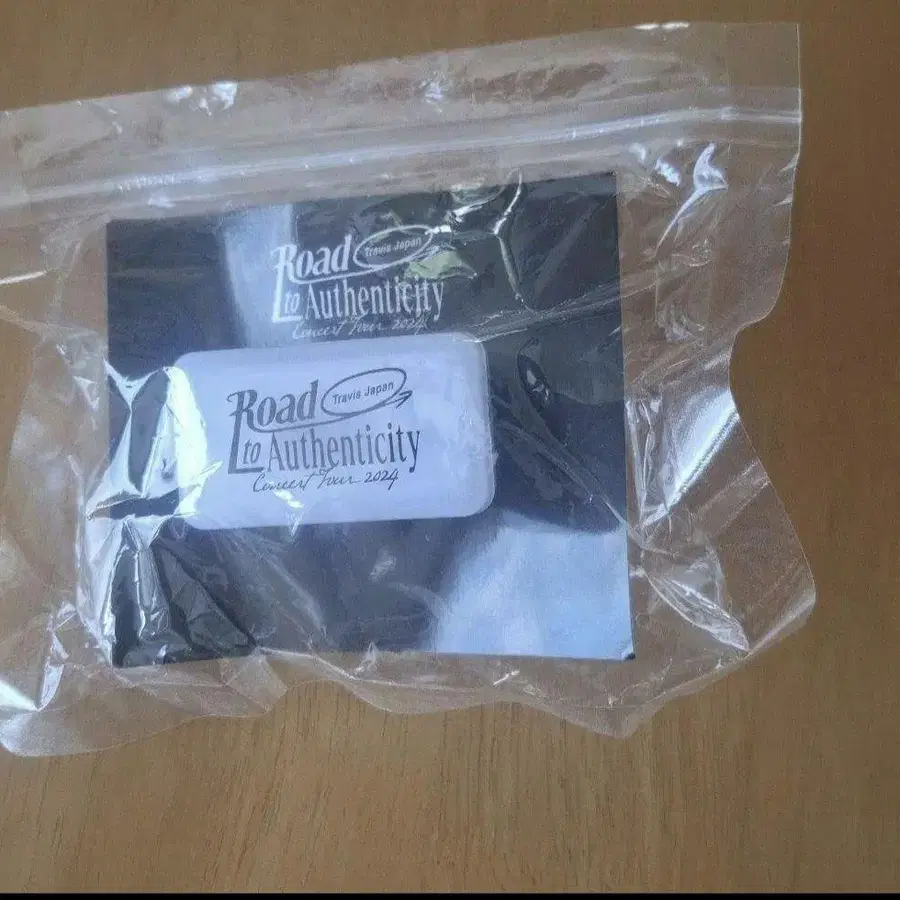 Road Travis Japan
to Authenticity
Concert Tour 2024
Road Travis Japan
to Authenticity
Concert Tour 2024